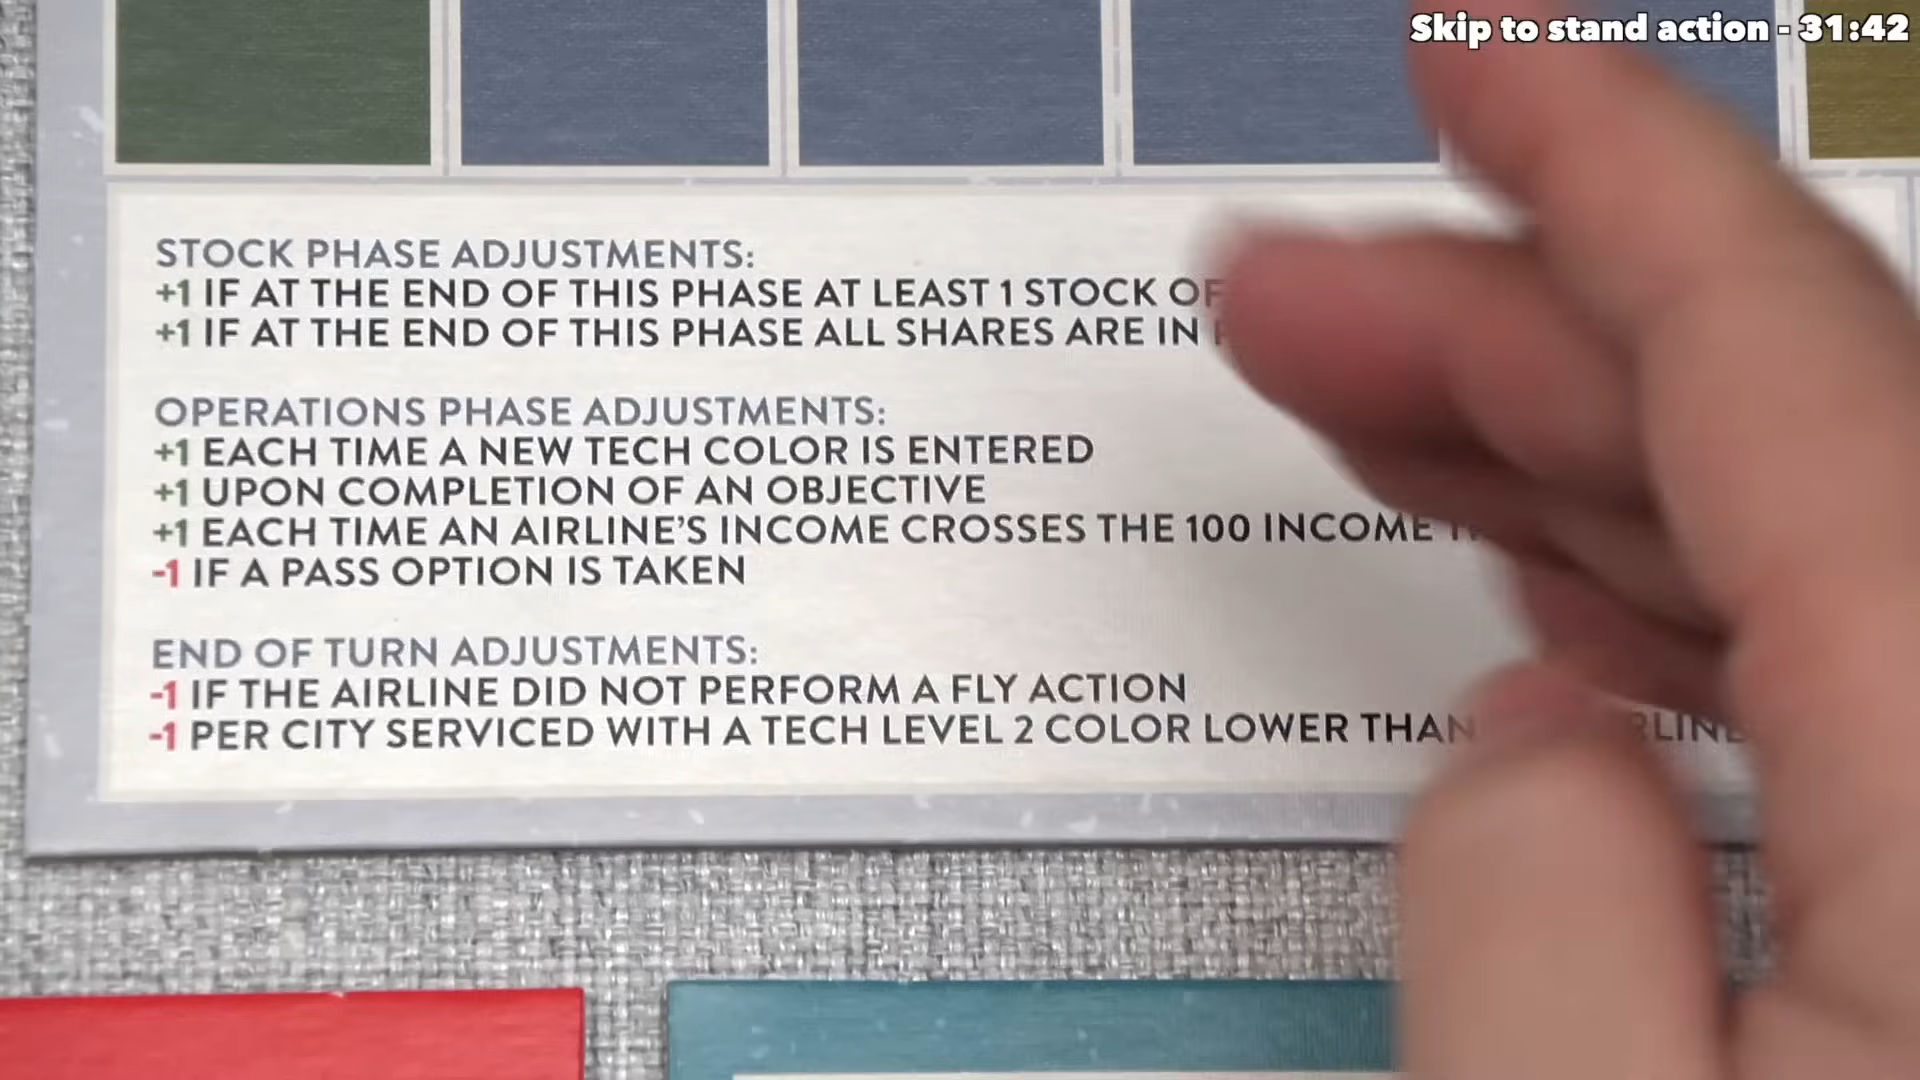 Skip to stand action - 31:42
STOCK PHASE ADJUSTMENTS:
+1 IF AT THE END OF THIS PHASE AT LEAST 1 STOCK OF
+1 IF AT THE END OF THIS PHASE ALL SHARES ARE IN
OPERATIONS PHASE ADJUSTMENTS:
+1 EACH TIME A NEW TECH COLOR IS ENTERED
+1 UPON COMPLETION OF AN OBJECTIVE
+1 EACH TIME AN AIRLINE'S INCOME CROSSES THE 100 INCOME
-1 IF A PASS OPTION IS TAKEN
END OF TURN ADJUSTMENTS:
-1 IF THE AIRLINE DID NOT PERFORM A FLY ACTION
-1 PER CITY SERVICED WITH A TECH LEVEL 2 COLOR LOWER THAN